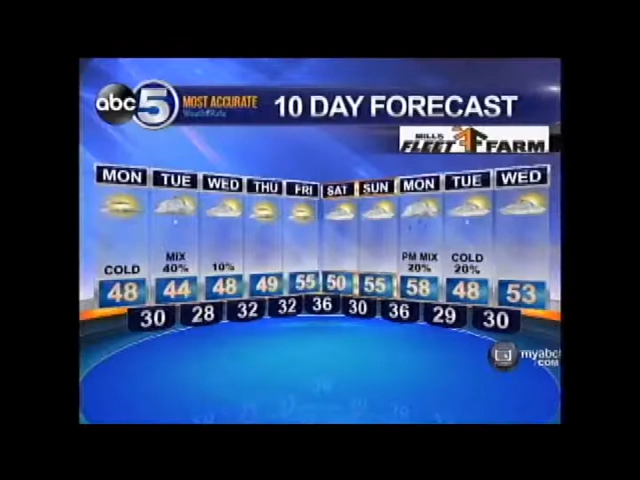 abc 5 MOST ACCURATE
WeatheRate
10 DAY FORECAST
MILLS
FLEET FARM
MON TUE WED THU FRI SAT SUN MON TUE WED
MIX PM MIX COLD
COLD 40% 10% 20% 20%
48 44 48 49 55 50 55 58 48 53
30 28 32 32 36 30 36 29 30
myabc
.COM